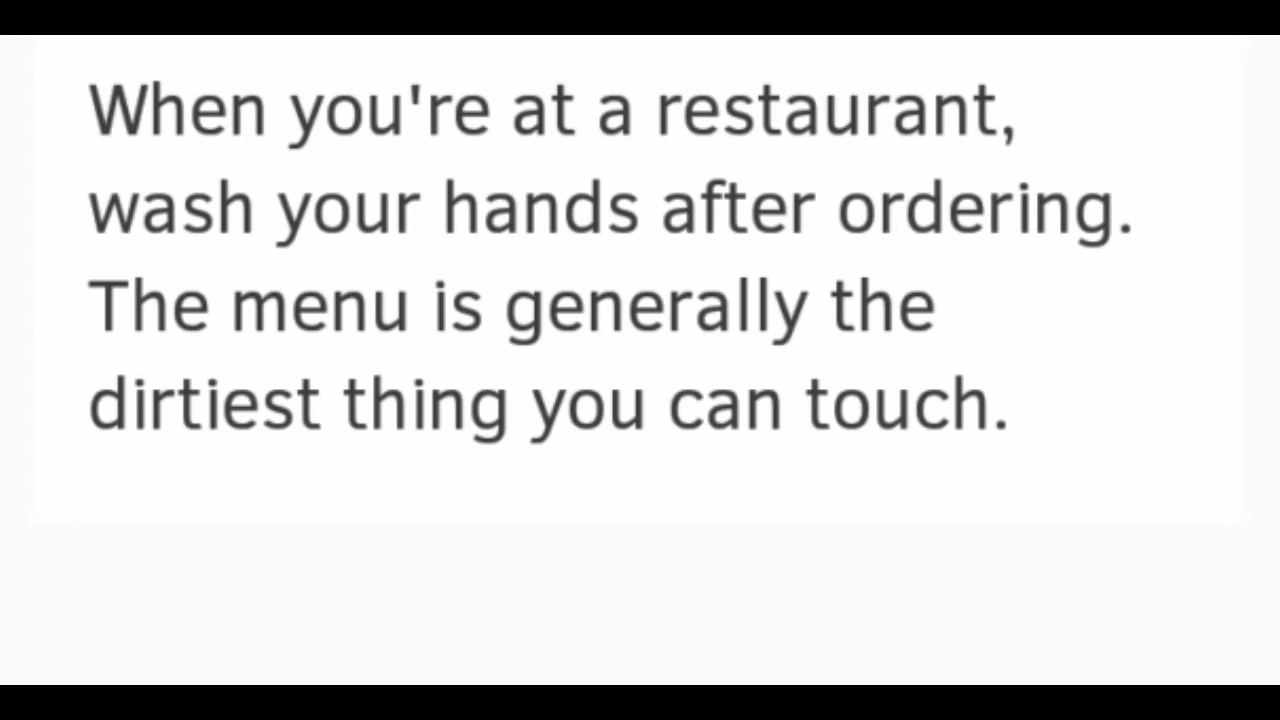 When you're at a restaurant,
wash your hands after ordering.
The menu is generally the
dirtiest thing you can touch.